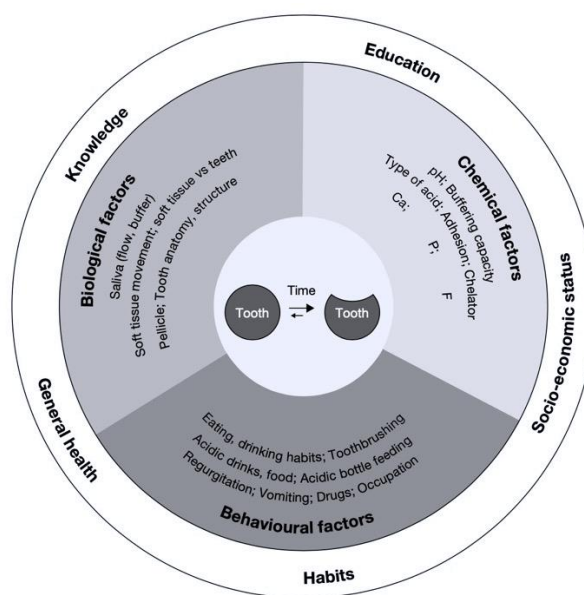 Education
Knowledge
Socio-economic status
General health
Habits
Biological factors
Saliva (flow, buffer)
Soft tissue movement; soft tissue vs teeth
Pellicle; Tooth anatomy, structure
Chemical factors
pH; Buffering capacity
Type of acid; Adhesion; Chelator
Ca; P; F
Time
Tooth
Tooth
Eating, drinking habits; Toothbrushing
Acidic drinks, food; Acidic bottle feeding
Regurgitation; Vomiting; Drugs; Occupation
Behavioural factors